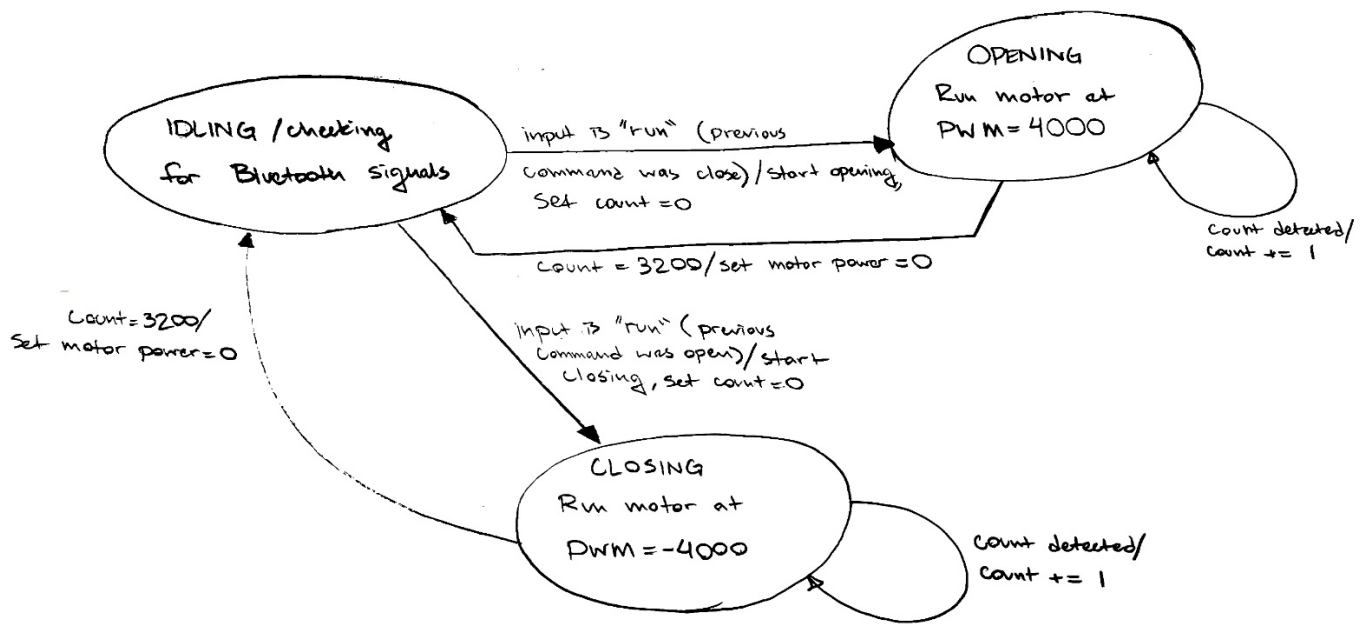 OPENING
Run motor at
PWM = 4000
IDLING / checking
for Bluetooth signals
input is "run" (previous
command was close) / start opening,
set count = 0
count detected/
count += 1
count = 3200 / set motor power = 0
count = 3200 /
set motor power = 0
input is "run" (previous
command was open) / start
closing, set count = 0
CLOSING
Run motor at
PWM = -4000
count detected/
count += 1